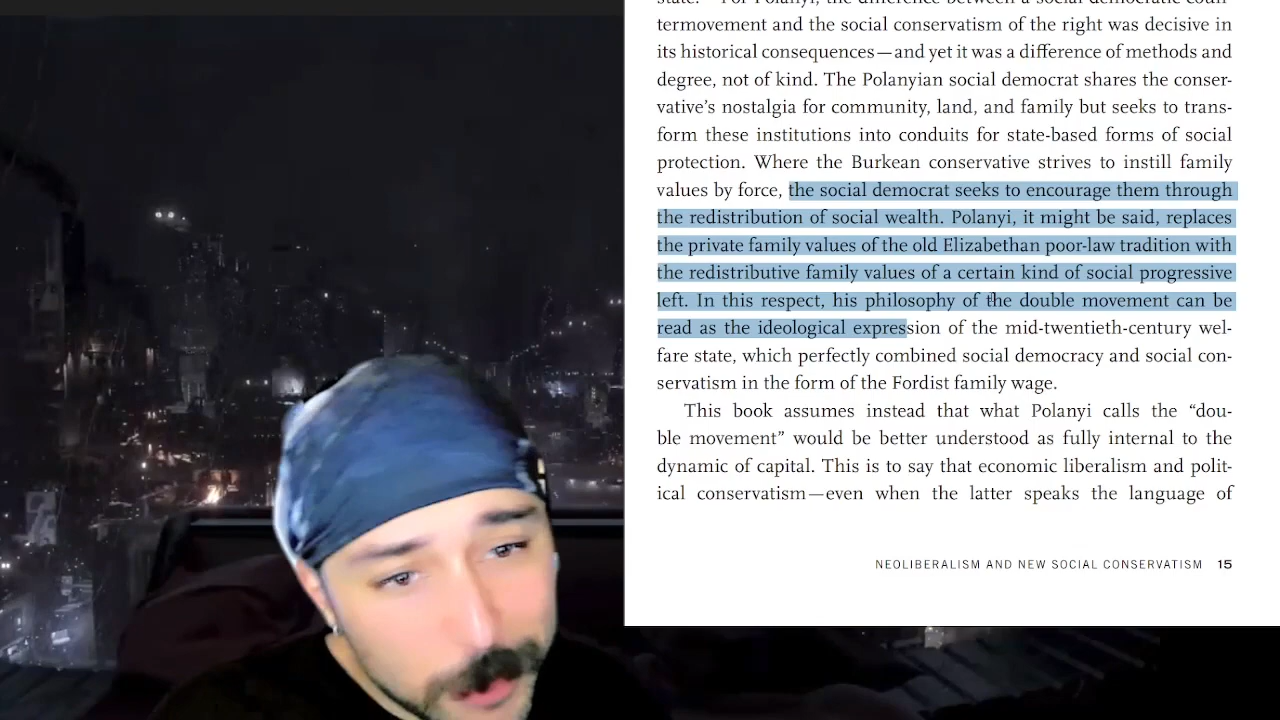 termovement and the social conservatism of the right was decisive in
its historical consequences—and yet it was a difference of methods and
degree, not of kind. The Polanyian social democrat shares the conser-
vative's nostalgia for community, land, and family but seeks to trans-
form these institutions into conduits for state-based forms of social
protection. Where the Burkean conservative strives to instill family
values by force, the social democrat seeks to encourage them through
the redistribution of social wealth. Polanyi, it might be said, replaces
the private family values of the old Elizabethan poor-law tradition with
the redistributive family values of a certain kind of social progressive
left. In this respect, his philosophy of the double movement can be
read as the ideological expression of the mid-twentieth-century wel-
fare state, which perfectly combined social democracy and social con-
servatism in the form of the Fordist family wage.
This book assumes instead that what Polanyi calls the “dou-
ble movement” would be better understood as fully internal to the
dynamic of capital. This is to say that economic liberalism and polit-
ical conservatism—even when the latter speaks the language of
NEOLIBERALISM AND NEW SOCIAL CONSERVATISM 15